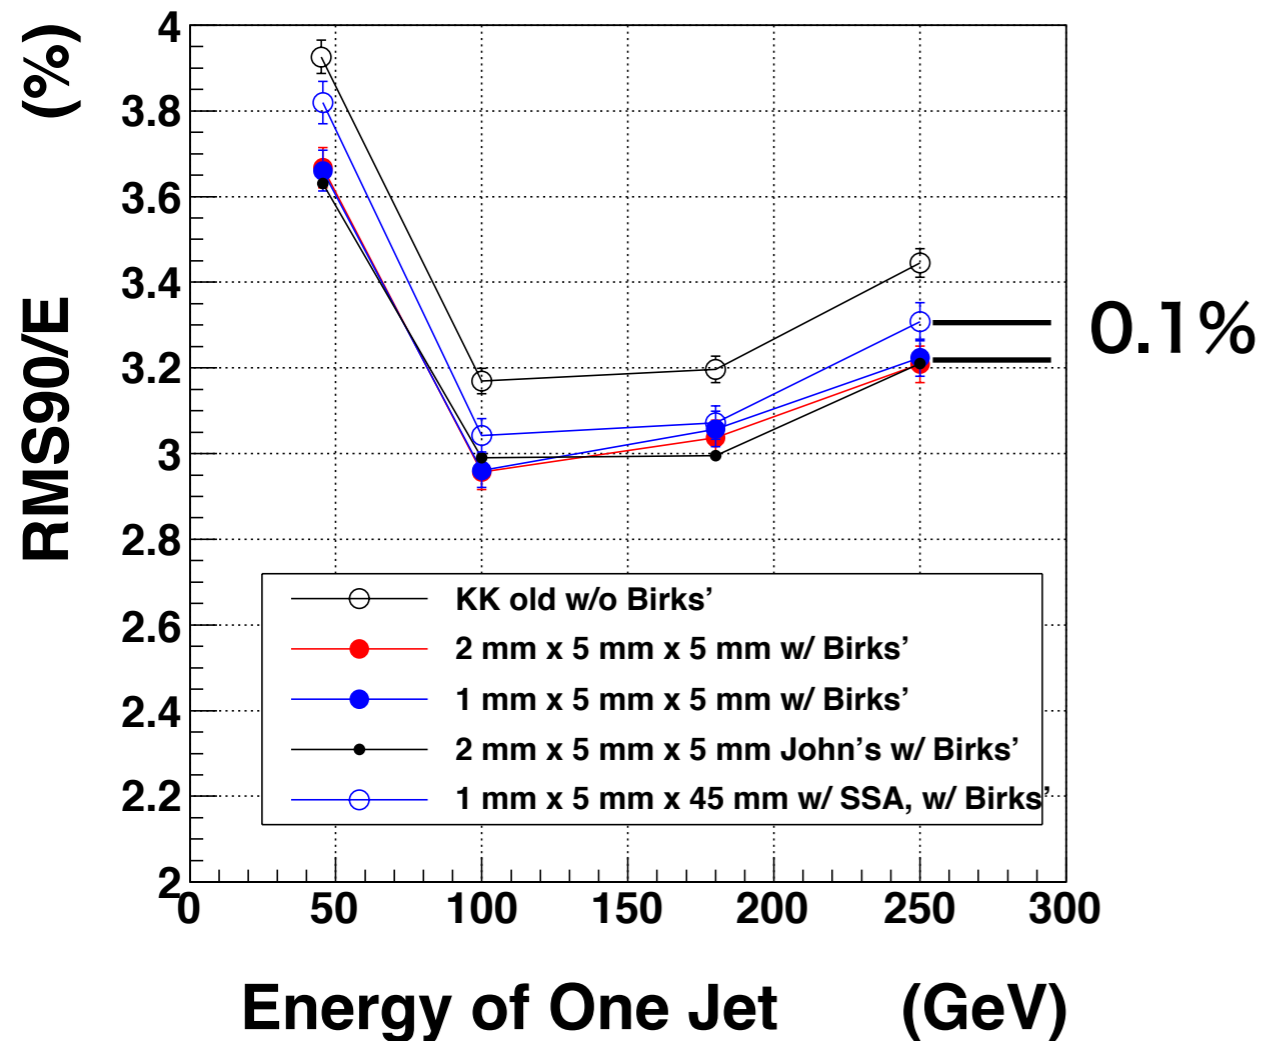 RMS90/E (%)
4
3.8
3.6
3.4
3.2
3
2.8
2.6
2.4
2.2
2
0.1%
KK old w/o Birks’
2 mm x 5 mm x 5 mm w/ Birks’
1 mm x 5 mm x 5 mm w/ Birks’
2 mm x 5 mm x 5 mm John’s w/ Birks’
1 mm x 5 mm x 45 mm w/ SSA, w/ Birks’
0 50 100 150 200 250 300
Energy of One Jet (GeV)